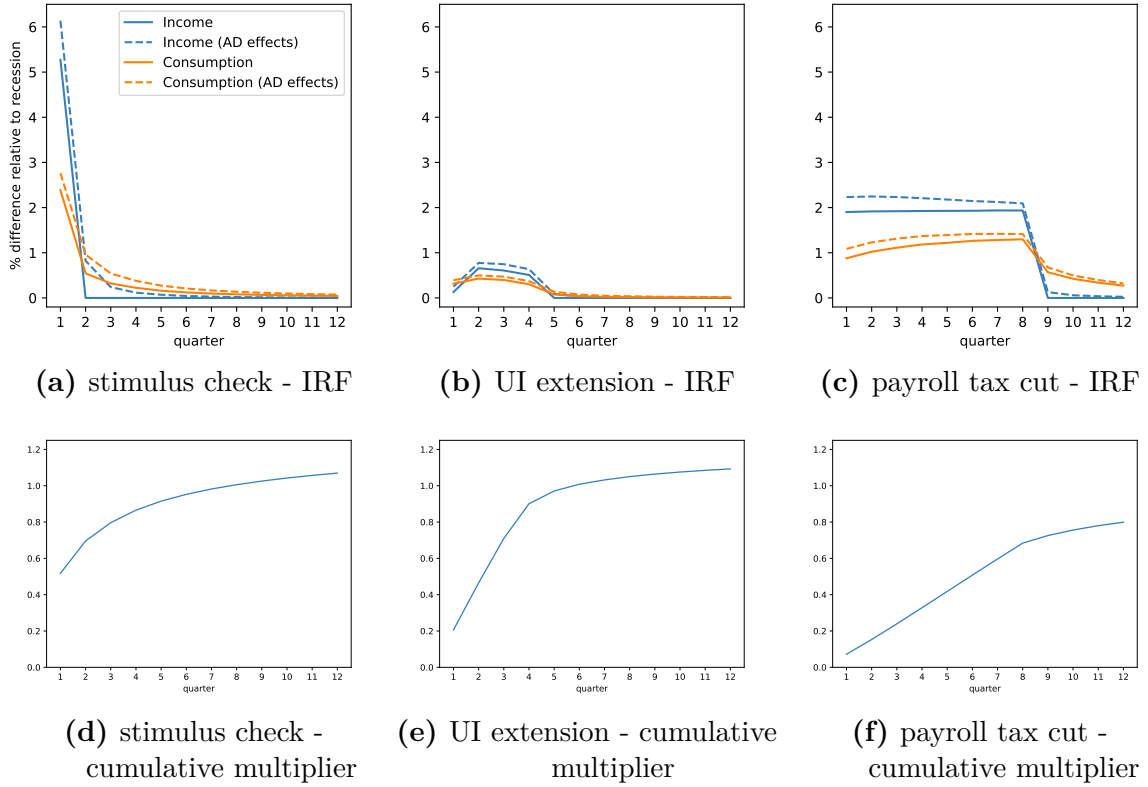 % difference relative to recession
6
5
4
3
2
1
0
Income
Income (AD effects)
Consumption
Consumption (AD effects)
1 2 3 4 5 6 7 8 9 10 11 12
quarter
(a) stimulus check - IRF
6
5
4
3
2
1
0
1 2 3 4 5 6 7 8 9 10 11 12
quarter
(b) UI extension - IRF
6
5
4
3
2
1
0
1 2 3 4 5 6 7 8 9 10 11 12
quarter
(c) payroll tax cut - IRF
1.2
1.0
0.8
0.6
0.4
0.2
0.0
1 2 3 4 5 6 7 8 9 10 11 12
quarter
(d) stimulus check -
cumulative multiplier
1.2
1.0
0.8
0.6
0.4
0.2
0.0
1 2 3 4 5 6 7 8 9 10 11 12
quarter
(e) UI extension - cumulative
multiplier
1.2
1.0
0.8
0.6
0.4
0.2
0.0
1 2 3 4 5 6 7 8 9 10 11 12
quarter
(f) payroll tax cut -
cumulative multiplier